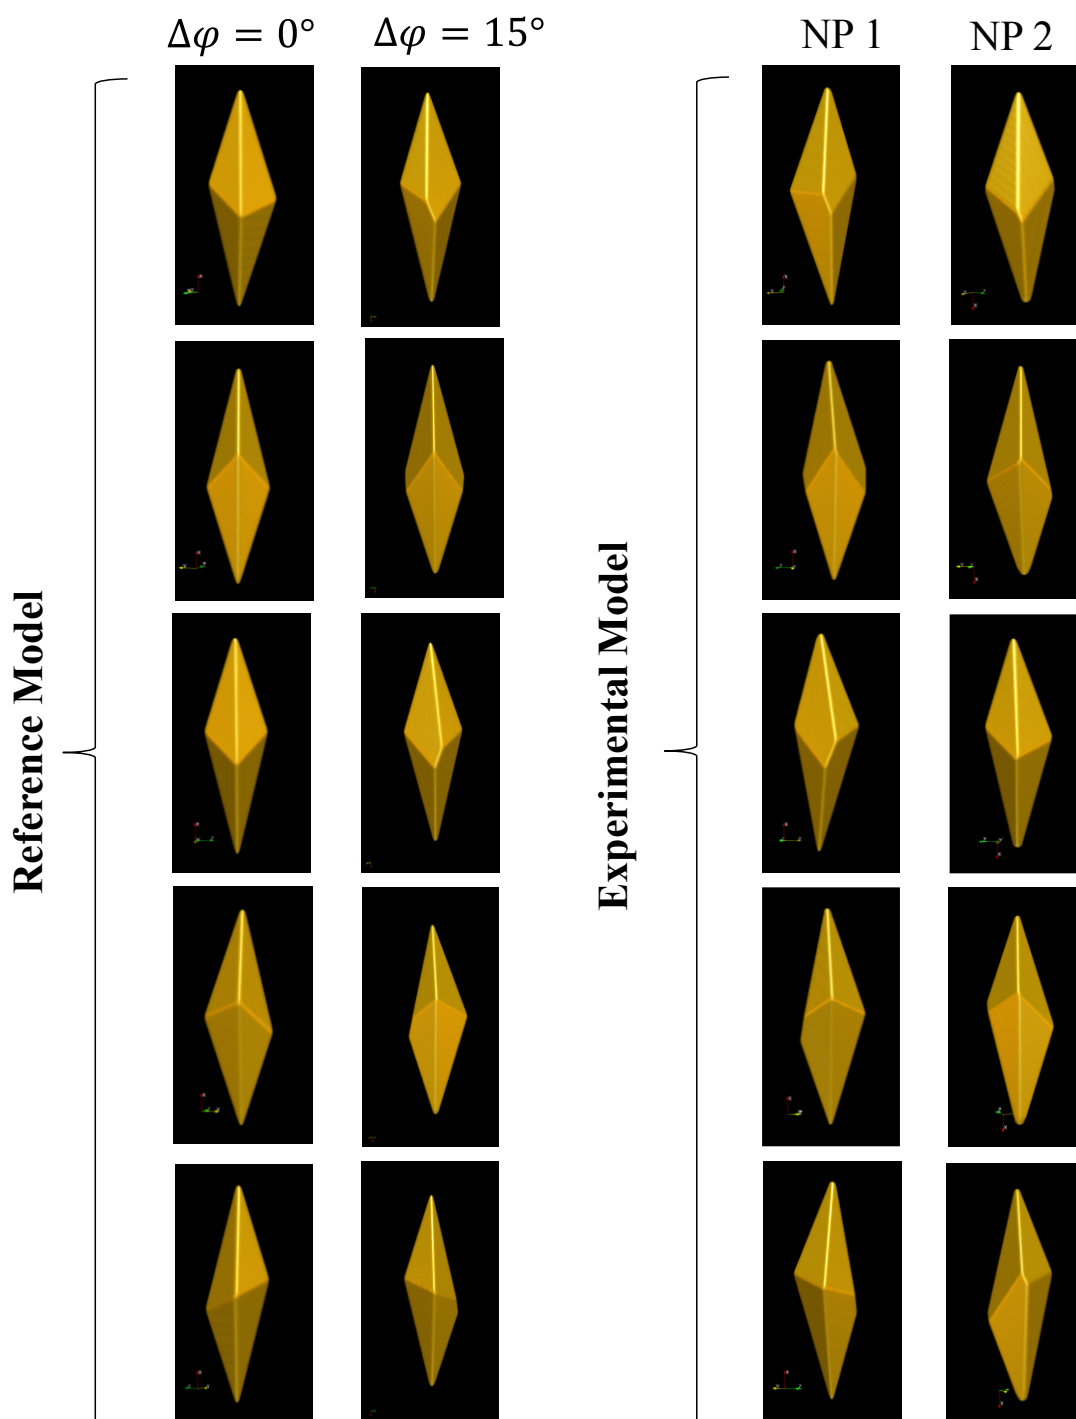 Δφ = 0°
Δφ = 15°
NP 1
NP 2
Reference Model
Experimental Model